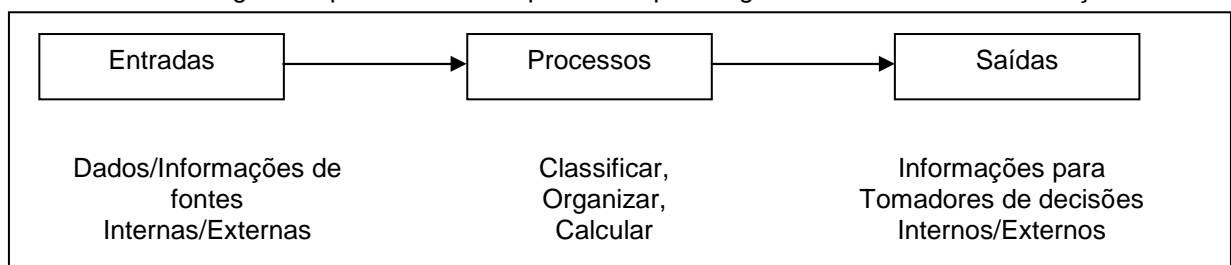 Entradas
Processos
Saídas
Dados/Informações de
fontes
Internas/Externas
Classificar,
Organizar,
Calcular
Informações para
Tomadores de decisões
Internos/Externos